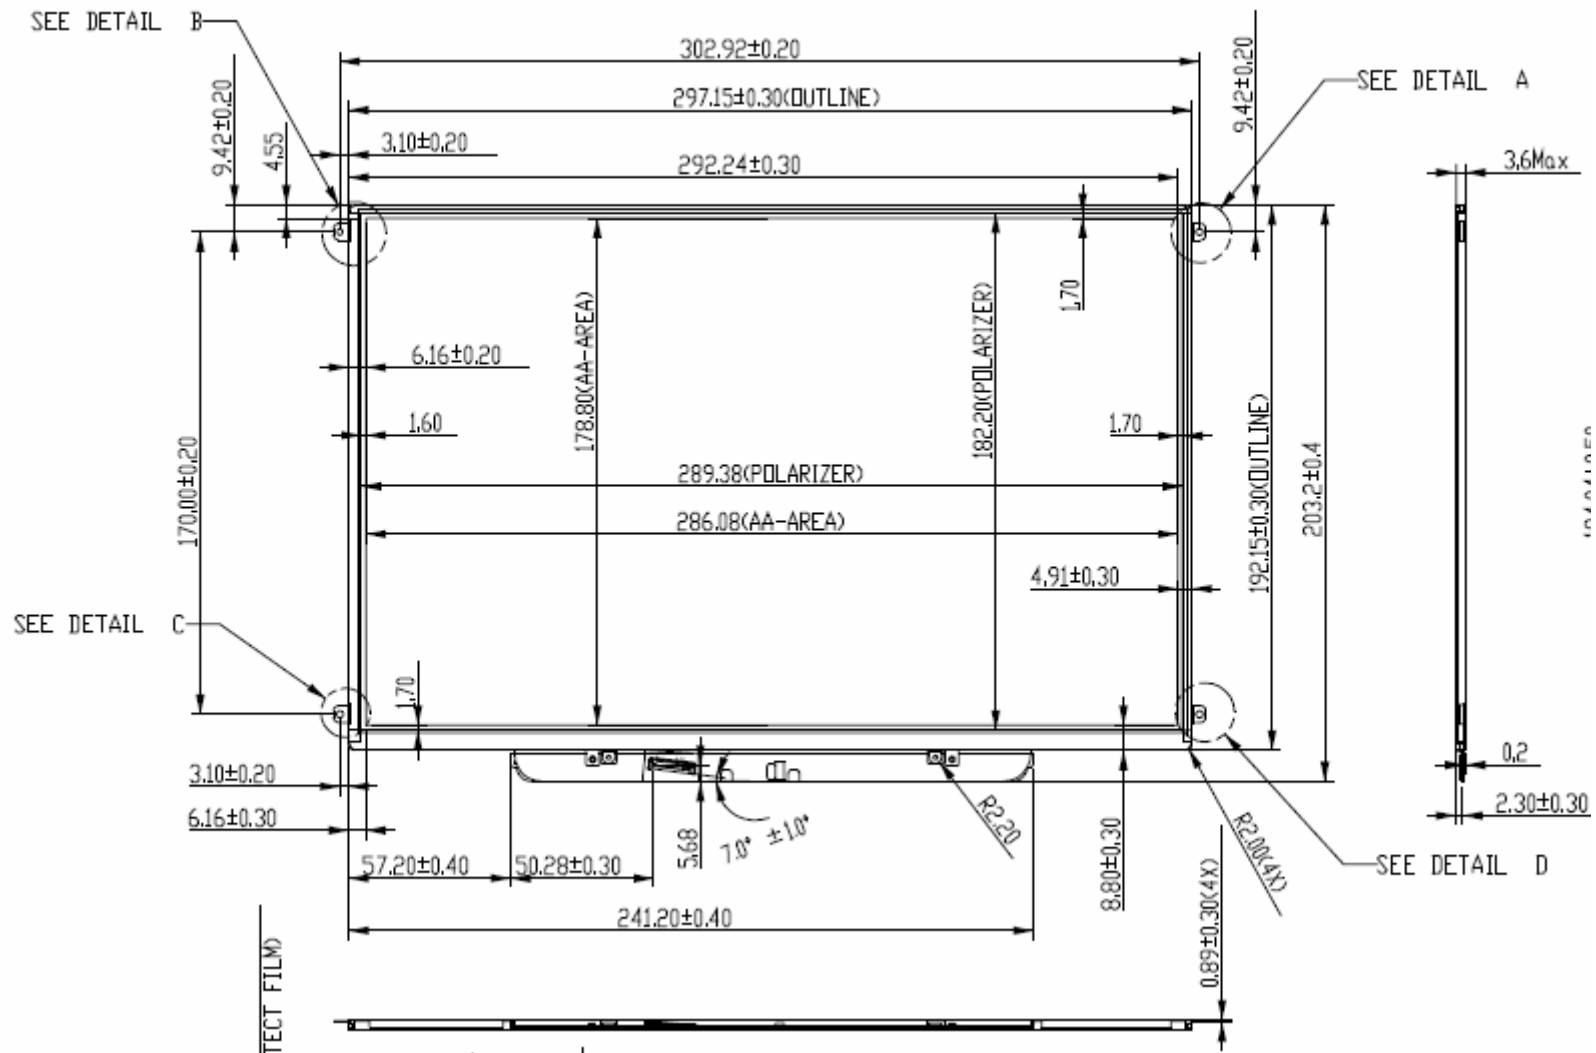 SEE DETAIL B
302.92±0.20
9.42±0.20
SEE DETAIL A
297.15±0.30(OUTLINE)
9.42±0.20
4.55
3.10±0.20
292.24±0.30
3.6Max
1.70
178.80(AA-AREA)
182.20(POLARIZER)
6.16±0.20
1.60
1.70
170.00±0.20
289.38(POLARIZER)
286.08(AA-AREA)
192.15±0.30(OUTLINE)
203.2±0.4
4.91±0.30
SEE DETAIL C
1.70
3.10±0.20
0.2
6.16±0.30
2.30±0.30
5.68
7.0° ±1.0°
R2.20
8.80±0.30
R2.00(4X)
57.20±0.40
50.28±0.30
SEE DETAIL D
241.20±0.40
0.89±0.30(4X)
TECT FILM)